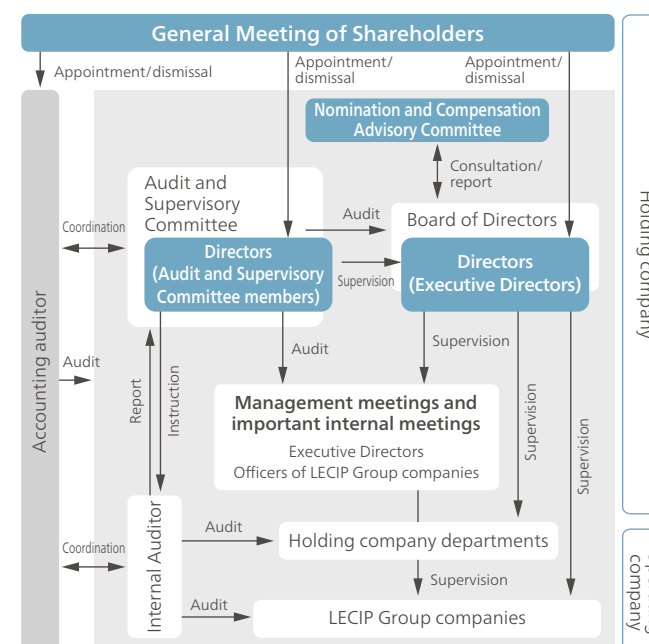 General Meeting of Shareholders
Appointment/dismissal
Appointment/
dismissal
Appointment/
dismissal
Nomination and Compensation
Advisory Committee
Consultation/
report
Audit and
Supervisory
Committee
Coordination
Audit
Board of Directors
Directors
(Audit and Supervisory
Committee members)
Supervision
Directors
(Executive Directors)
Holding company
Accounting auditor
Audit
Report
Instruction
Audit
Supervision
Management meetings and
important internal meetings
Executive Directors
Officers of LECIP Group companies
Supervision
Supervision
Internal Auditor
Coordination
Audit
Holding company departments
Supervision
Audit
LECIP Group companies
company